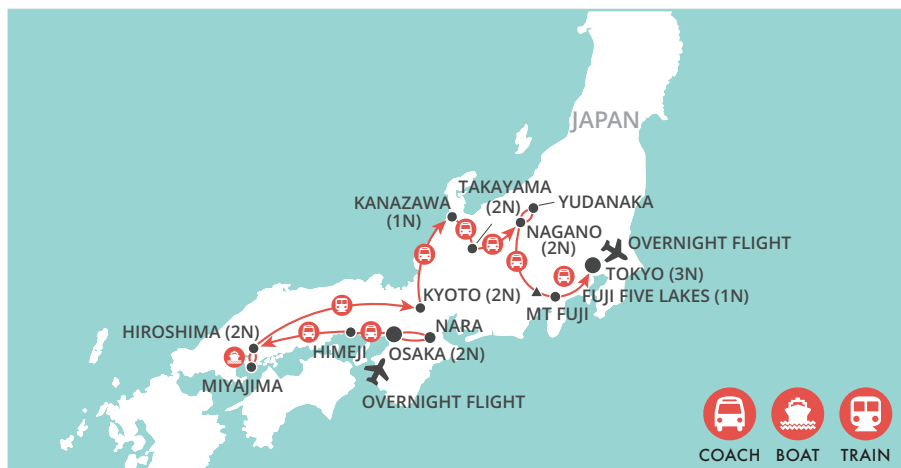 JAPAN
TAKAYAMA
(2N)
KANAZAWA
(1N)
YUDANAKA
NAGANO
(2N)
OVERNIGHT FLIGHT
TOKYO (3N)
FUJI FIVE LAKES (1N)
MT FUJI
KYOTO (2N)
HIROSHIMA (2N)
NARA
HIMEJI
OSAKA (2N)
MIYAJIMA
OVERNIGHT FLIGHT
COACH
BOAT
TRAIN